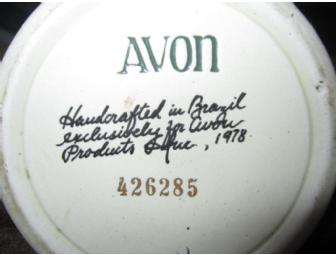 AVON
Handcrafted in Brazil
exclusively for Avon
Products Inc., 1978
426285